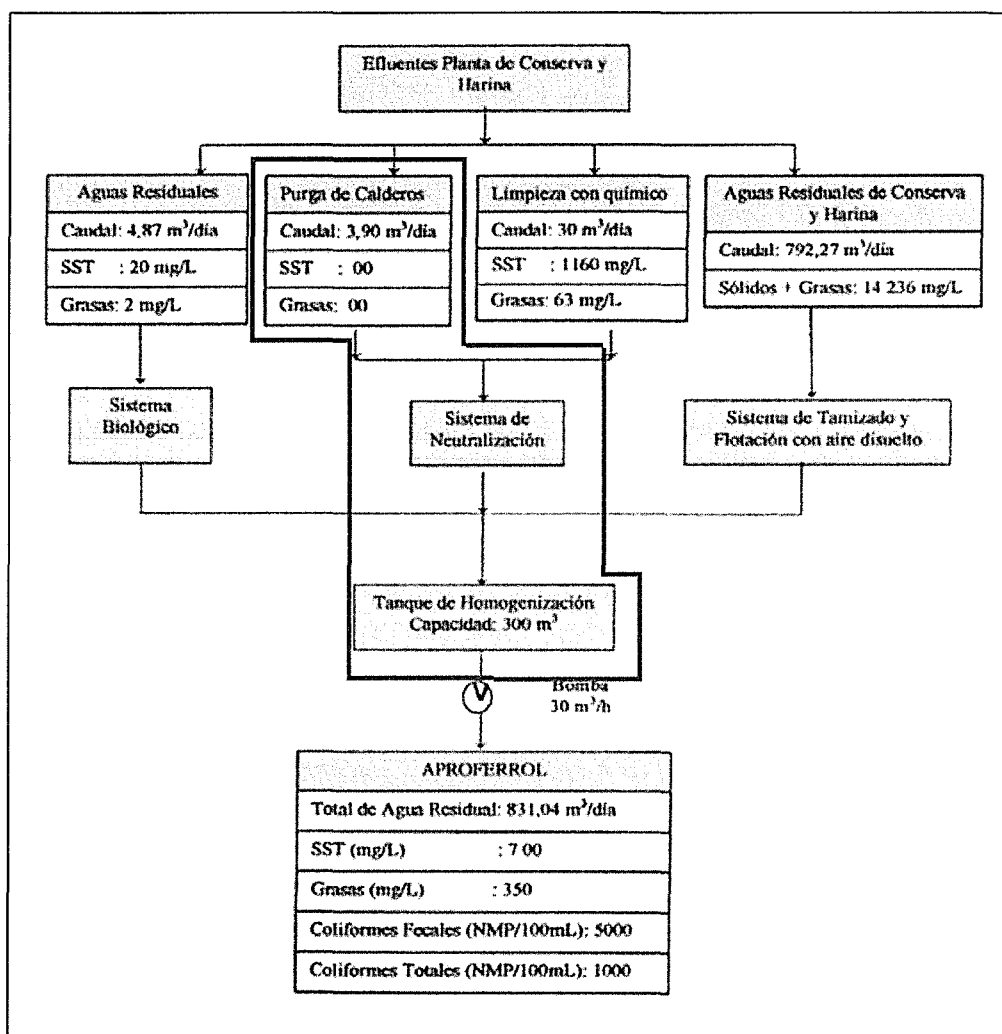 Efluentes Planta de Conserva y
Harina
Aguas Residuales
Caudal: 4,87 m³/día
SST : 20 mg/L
Grasas: 2 mg/L
Purga de Calderos
Caudal: 3,90 m³/día
SST : 00
Grasas: 00
Limpieza con químico
Caudal: 30 m³/día
SST : 1160 mg/L
Grasas: 63 mg/L
Aguas Residuales de Conserva
y Harina
Caudal: 792,27 m³/día
Sólidos + Grasas: 14 236 mg/L
Sistema
Biológico
Sistema de
Neutralización
Sistema de Tamizado y
Flotación con aire disuelto
Tanque de Homogenización
Capacidad: 300 m³
Bomba
30 m³/h
APROFERROL
Total de Agua Residual: 831,04 m³/día
SST (mg/L) : 7 00
Grasas (mg/L) : 350
Coliformes Fecales (NMP/100mL): 5000
Coliformes Totales (NMP/100mL): 1000